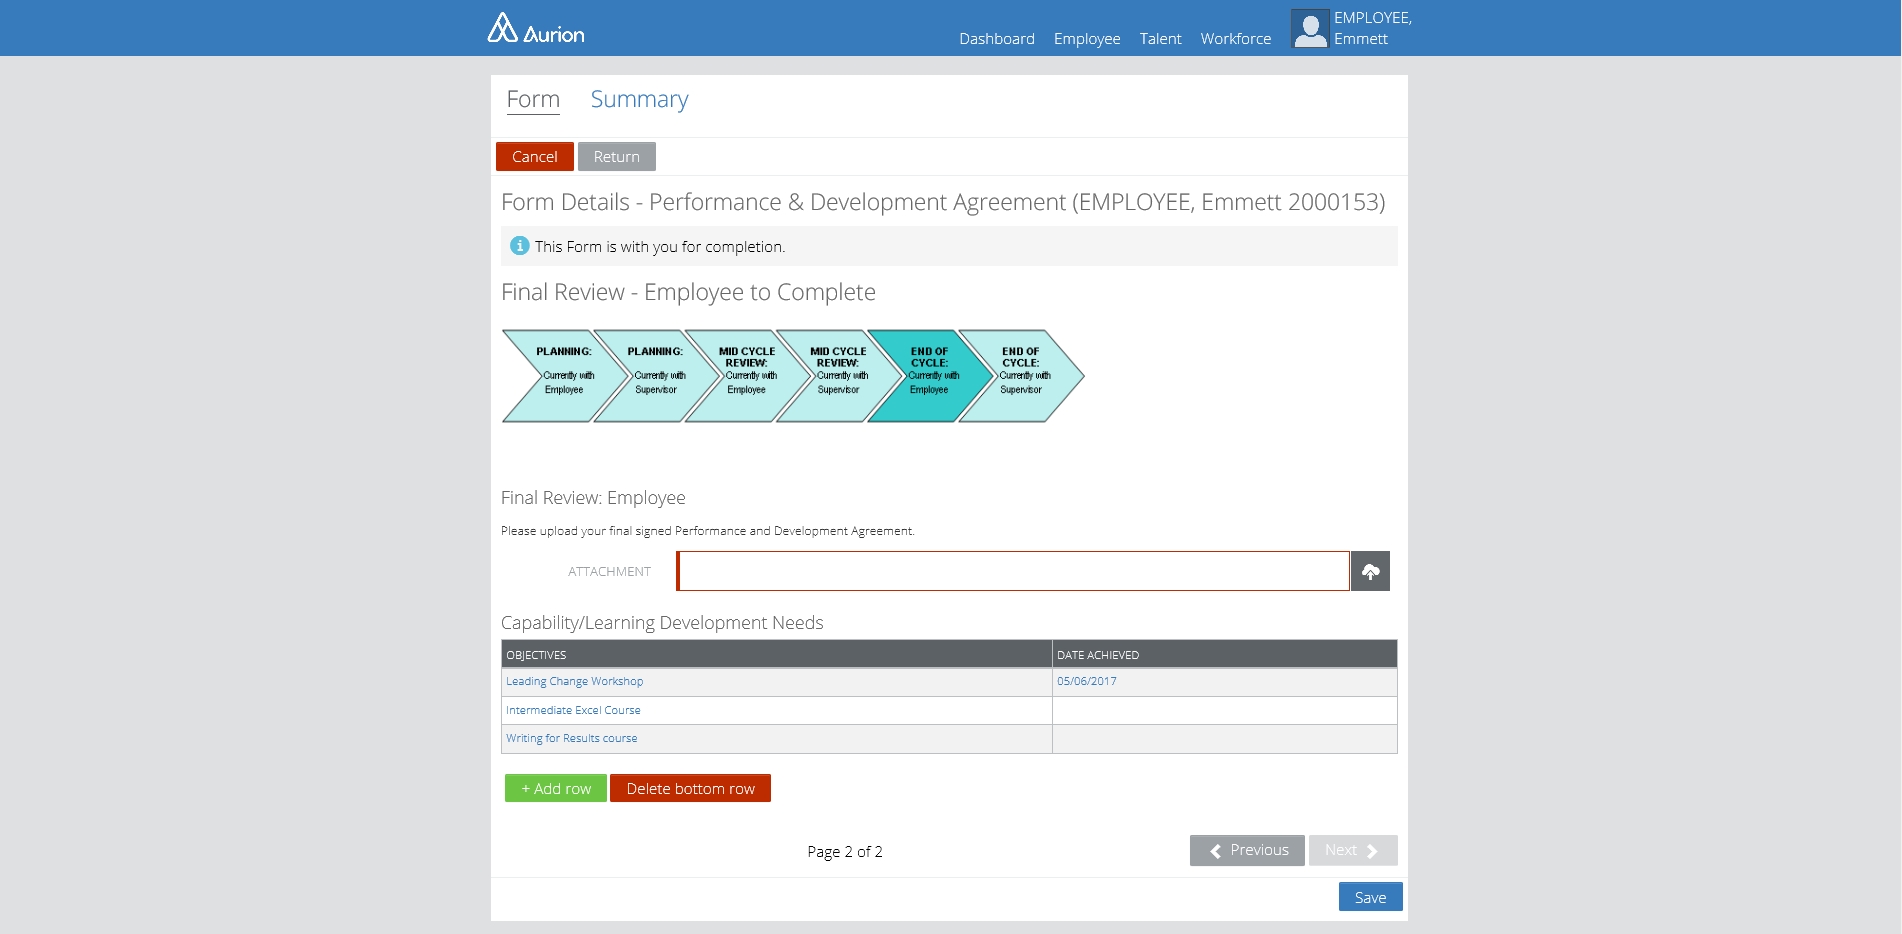 Aurion
Dashboard Employee Talent Workforce
EMPLOYEE,
Emmett
Form Summary
Cancel Return
Form Details - Performance & Development Agreement (EMPLOYEE, Emmett 2000153)
This Form is with you for completion.
Final Review - Employee to Complete
PLANNING:
Currently with
Employee
PLANNING:
Currently with
Supervisor
MID CYCLE
REVIEW:
Currently with
Employee
MID CYCLE
REVIEW:
Currently with
Supervisor
END OF
CYCLE:
Currently with
Employee
END OF
CYCLE:
Currently with
Supervisor
Final Review: Employee
Please upload your final signed Performance and Development Agreement.
ATTACHMENT
Capability/Learning Development Needs
OBJECTIVES DATE ACHIEVED
Leading Change Workshop 05/06/2017
Intermediate Excel Course
Writing for Results course
+ Add row Delete bottom row
Page 2 of 2 Previous Next
Save